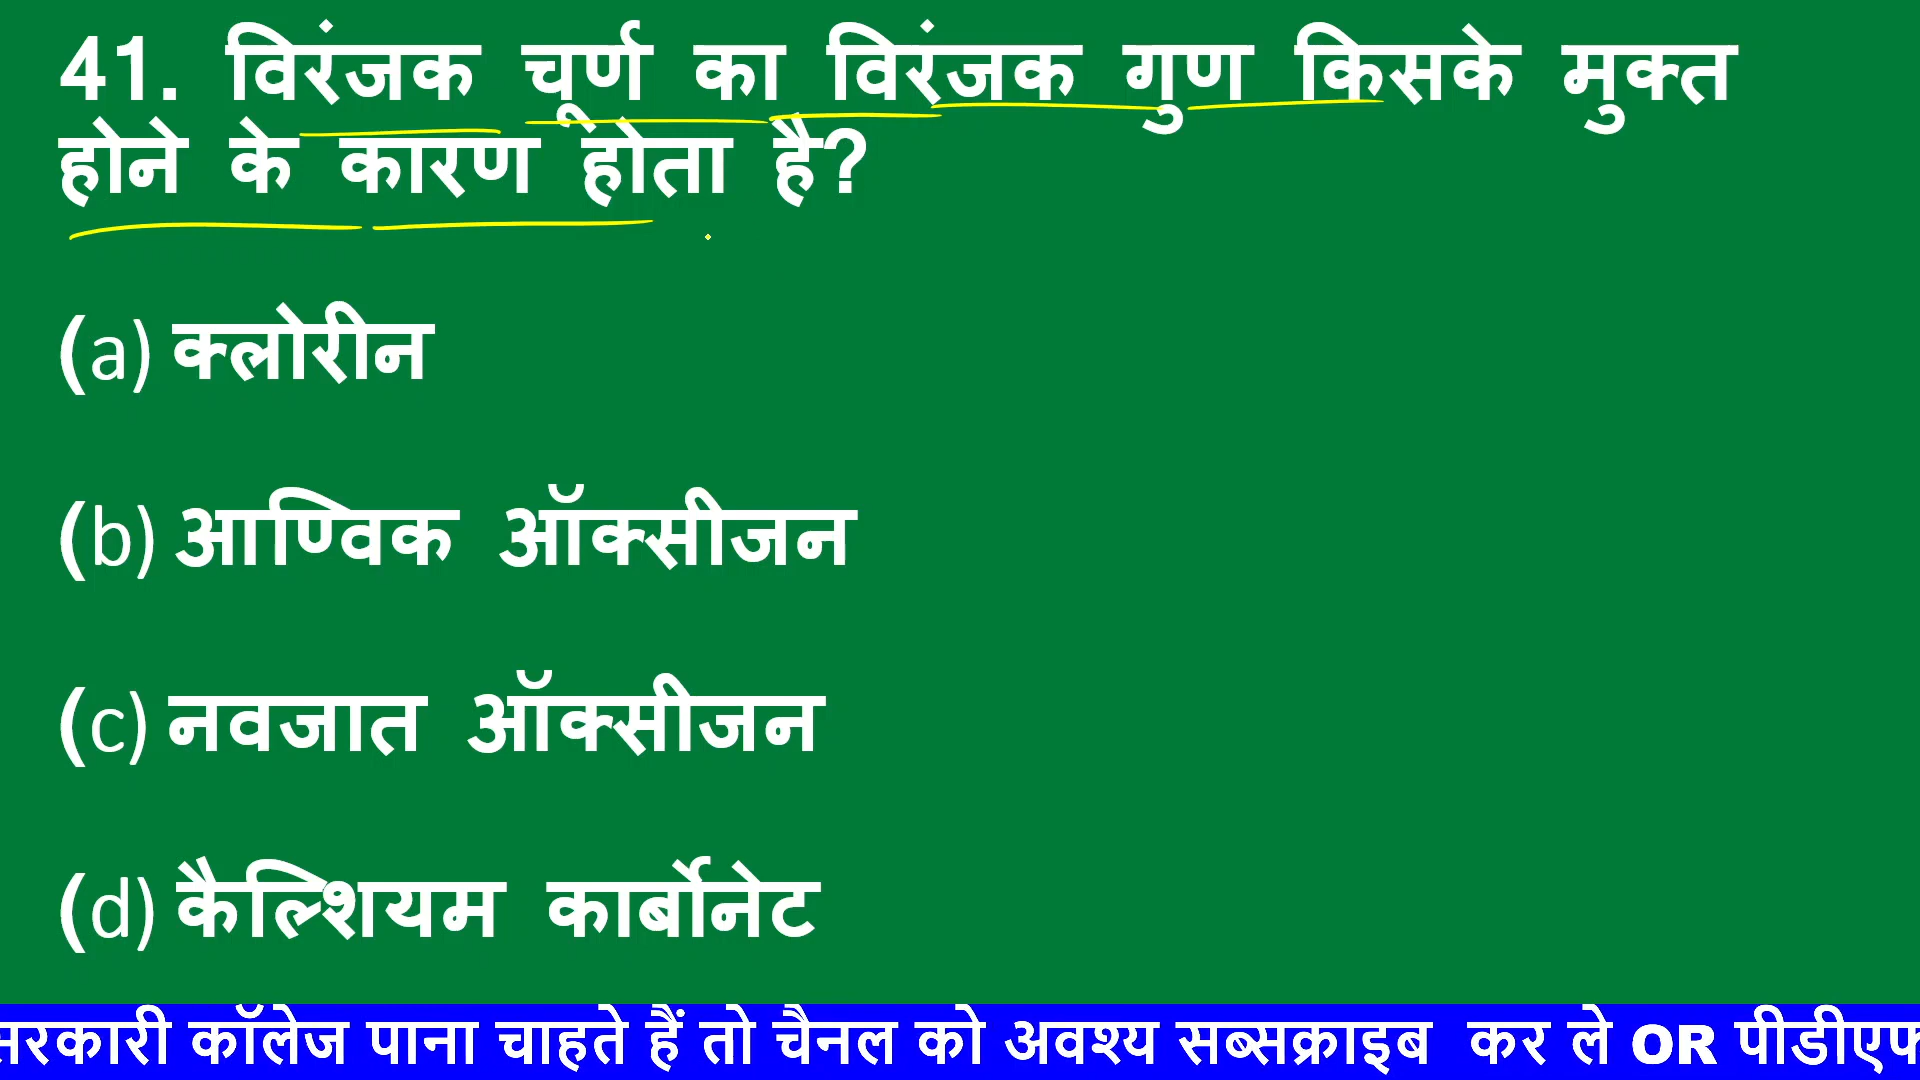 41. विरंजक चूर्ण का विरंजक गुण किसके मुक्त
होने के कारण होता है?
(a) क्लोरीन
(b) आण्विक ऑक्सीजन
(c) नवजात ऑक्सीजन
(d) कैल्शियम कार्बोनेट
सरकारी कॉलेज पाना चाहते हैं तो चैनल को अवश्य सब्सक्राइब कर ले OR पीडीएफ